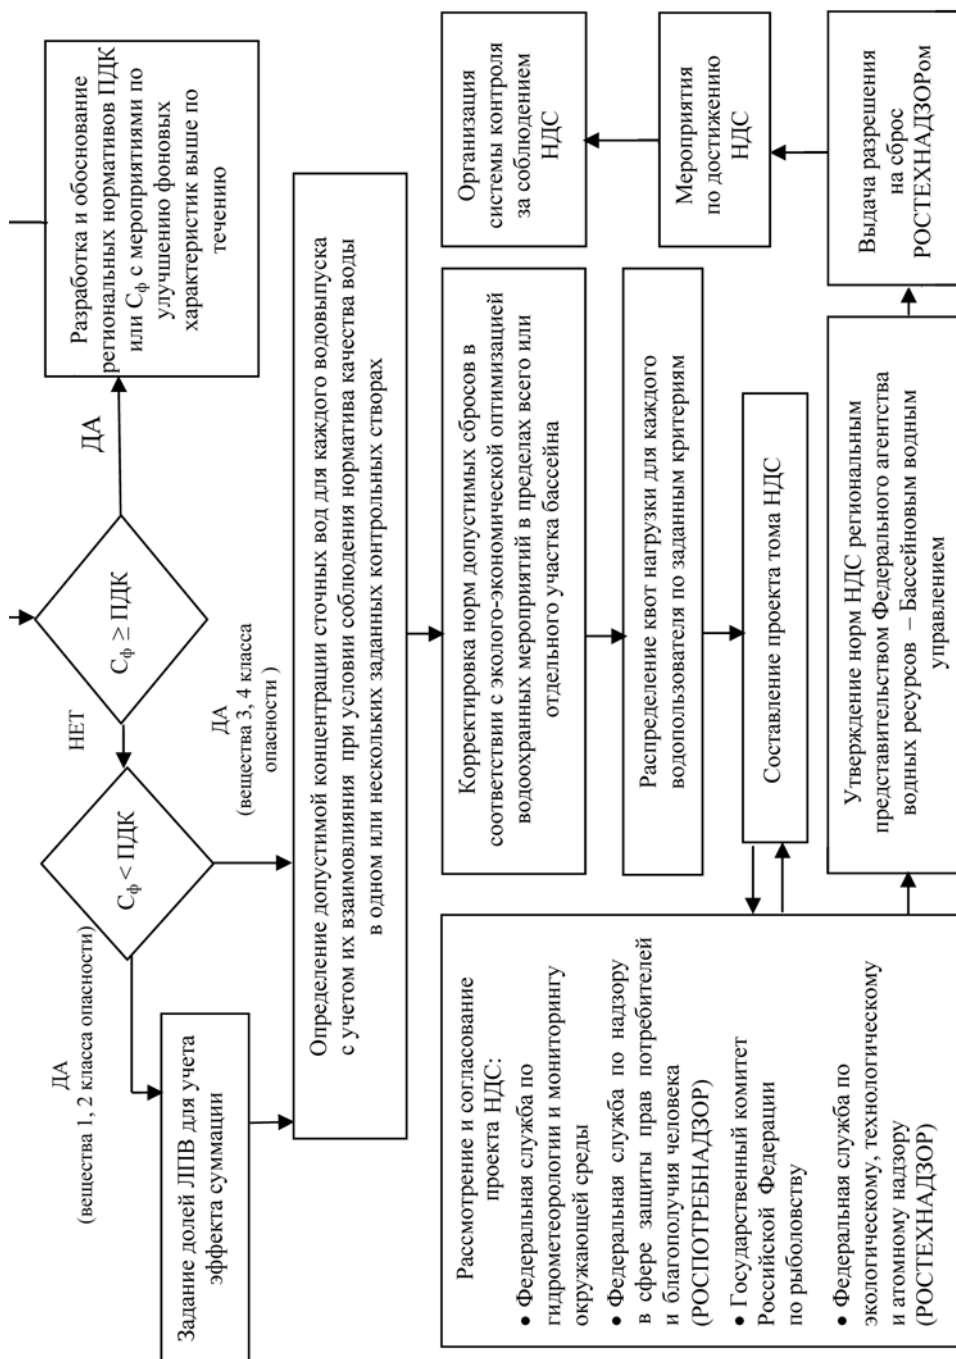 ДА
(вещества 1, 2 класса опасности)
С_ф < ПДК
НЕТ
С_ф ≥ ПДК
ДА
Разработка и обоснование
региональных нормативов ПДК
или С_ф с мероприятиями по
улучшению фоновых
характеристик выше по
течению
Задание долей ЛПВ для учета
эффекта суммации
ДА
(вещества 3, 4 класса
опасности )
Определение допустимой концентрации сточных вод для каждого водовыпуска
с учетом их взаимовлияния при условии соблюдения норматива качества воды
в одном или нескольких заданных контрольных створах
Рассмотрение и согласование
проекта НДС:
• Федеральная служба по
гидрометеорологии и мониторингу
окружающей среды
• Федеральная служба по надзору
в сфере защиты прав потребителей
и благополучия человека
(РОСПОТРЕБНАДЗОР)
• Государственный комитет
Российской Федерации
по рыболовству
• Федеральная служба по
экологическому, технологическому
и атомному надзору
(РОСТЕХНАДЗОР)
Корректировка норм допустимых сбросов в
соответствии с эколого-экономической оптимизацией
водоохранных мероприятий в пределах всего или
отдельного участка бассейна
Распределение квот нагрузки для каждого
водопользователя по заданным критериям
Составление проекта тома НДС
Утверждение норм НДС региональным
представительством Федерального агентства
водных ресурсов – Бассейновым водным
управлением
Организация
системы контроля
за соблюдением
НДС
Мероприятия
по достижению
НДС
Выдача разрешения
на сброс
РОСТЕХНАДЗОРом